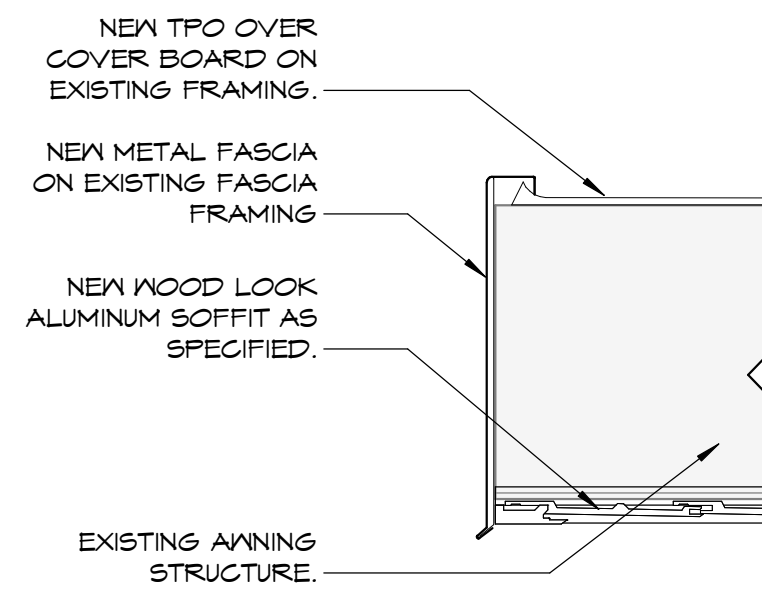 NEW TPO OVER
COVER BOARD ON
EXISTING FRAMING.
NEW METAL FASCIA
ON EXISTING FASCIA
FRAMING
NEW WOOD LOOK
ALUMINUM SOFFIT AS
SPECIFIED.
EXISTING AWNING
STRUCTURE.